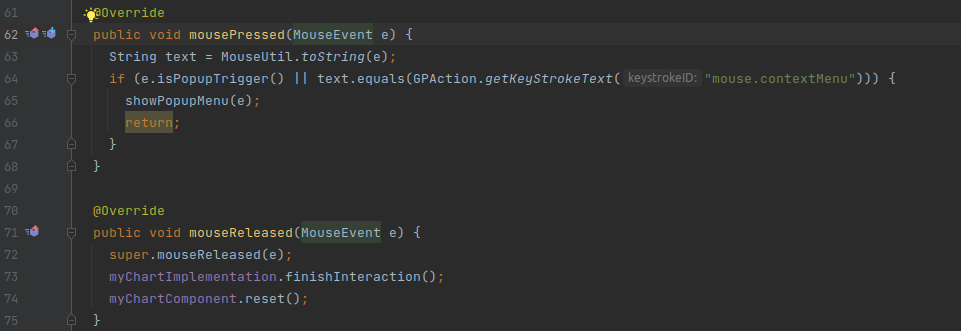 61 @Override
62 public void mousePressed(MouseEvent e) {
63 String text = MouseUtil.toString(e);
64 if (e.isPopupTrigger() || text.equals(GPAction.getKeyStrokeText( keystrokeID: "mouse.contextMenu"))) {
65 showPopupMenu(e);
66 return;
67 }
68 }
69
70 @Override
71 public void mouseReleased(MouseEvent e) {
72 super.mouseReleased(e);
73 myChartImplementation.finishInteraction();
74 myChartComponent.reset();
75 }